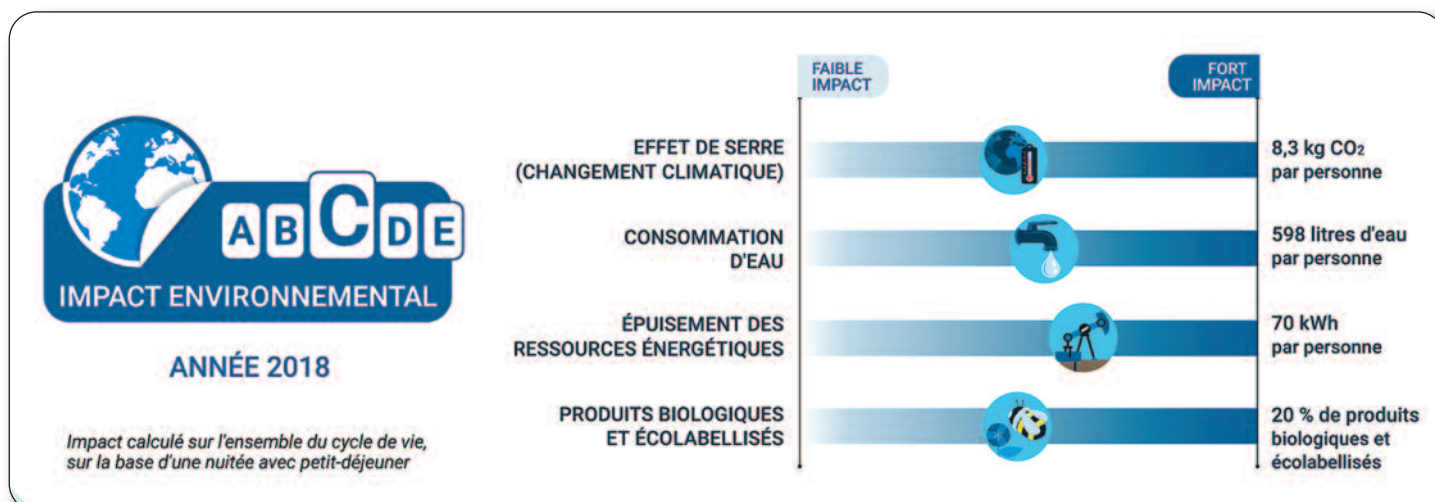 A B C D E
IMPACT ENVIRONNEMENTAL
ANNÉE 2018
Impact calculé sur l'ensemble du cycle de vie,
sur la base d'une nuitée avec petit-déjeuner
FAIBLE
IMPACT
FORT
IMPACT
EFFET DE SERRE
(CHANGEMENT CLIMATIQUE)
8,3 kg CO₂
par personne
CONSOMMATION
D'EAU
598 litres d'eau
par personne
ÉPUISEMENT DES
RESSOURCES ÉNERGÉTIQUES
70 kWh
par personne
PRODUITS BIOLOGIQUES
ET ÉCOLABELLISÉS
20 % de produits
biologiques et
écolabellisés